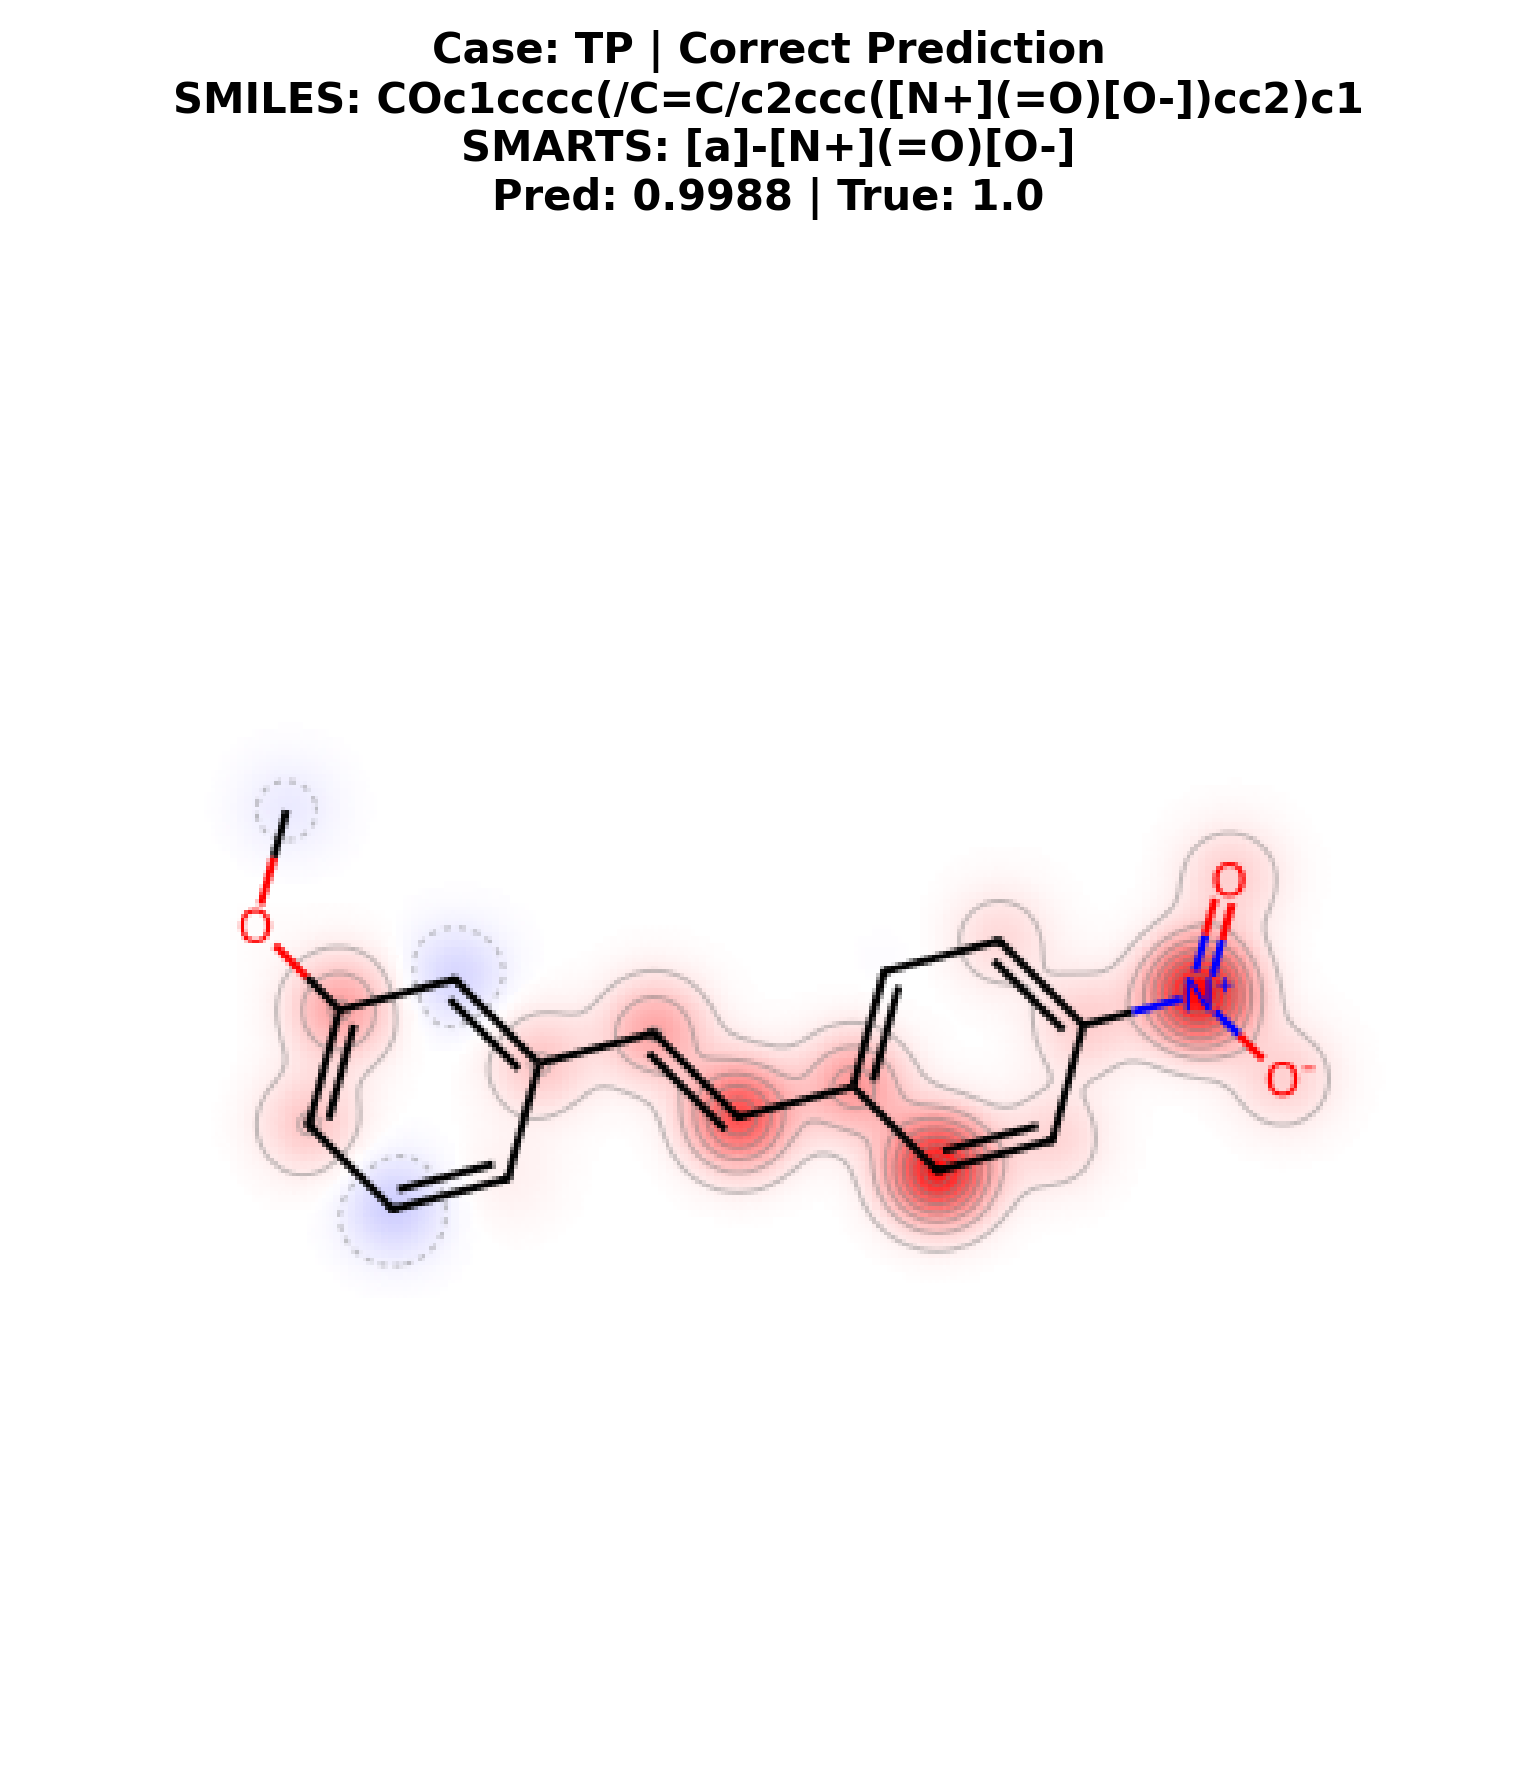 Case: TP | Correct Prediction
SMILES: COc1cccc(/C=C/c2ccc([N+](=O)[O-])cc2)c1
SMARTS: [a]-[N+](=O)[O-]
Pred: 0.9988 | True: 1.0
O
O
N+
O-